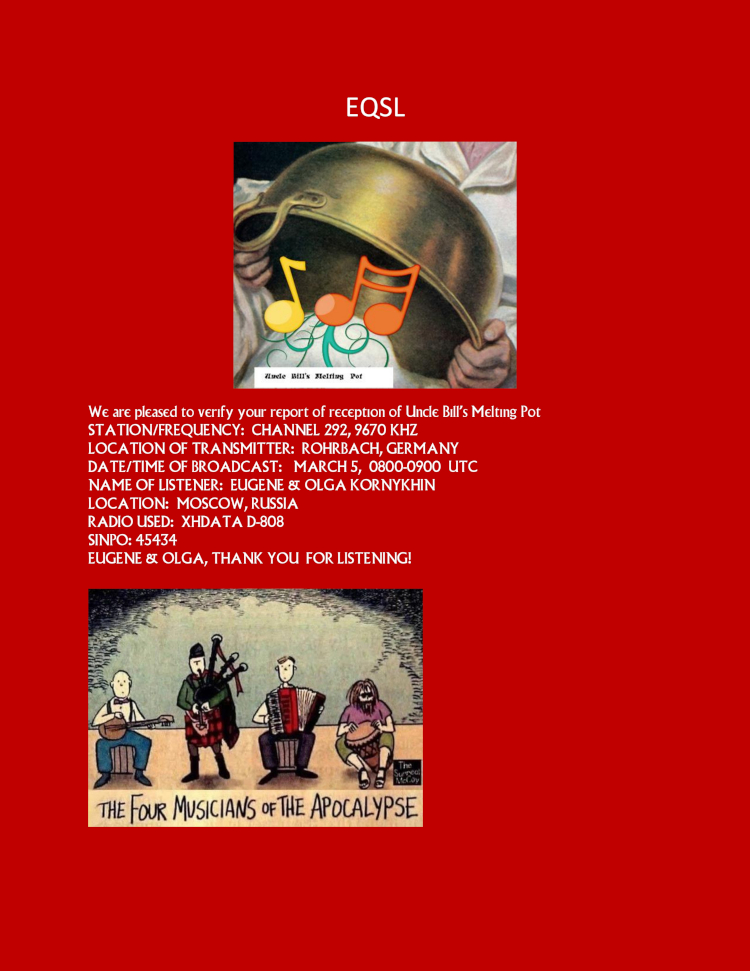 EQSL
Uncle Bill's Melting Pot
We are pleased to verify your report of reception of Uncle Bill's Melting Pot
STATION/FREQUENCY: CHANNEL 292, 9670 KHZ
LOCATION OF TRANSMITTER: ROHRBACH, GERMANY
DATE/TIME OF BROADCAST: MARCH 5, 0800-0900 UTC
NAME OF LISTENER: EUGENE & OLGA KORNYKHIN
LOCATION: MOSCOW, RUSSIA
RADIO USED: XHDATA D-808
SINPO: 45434
EUGENE & OLGA, THANK YOU FOR LISTENING!
The
Surreal
McCoy
THE FOUR MUSICIANS OF THE APOCALYPSE